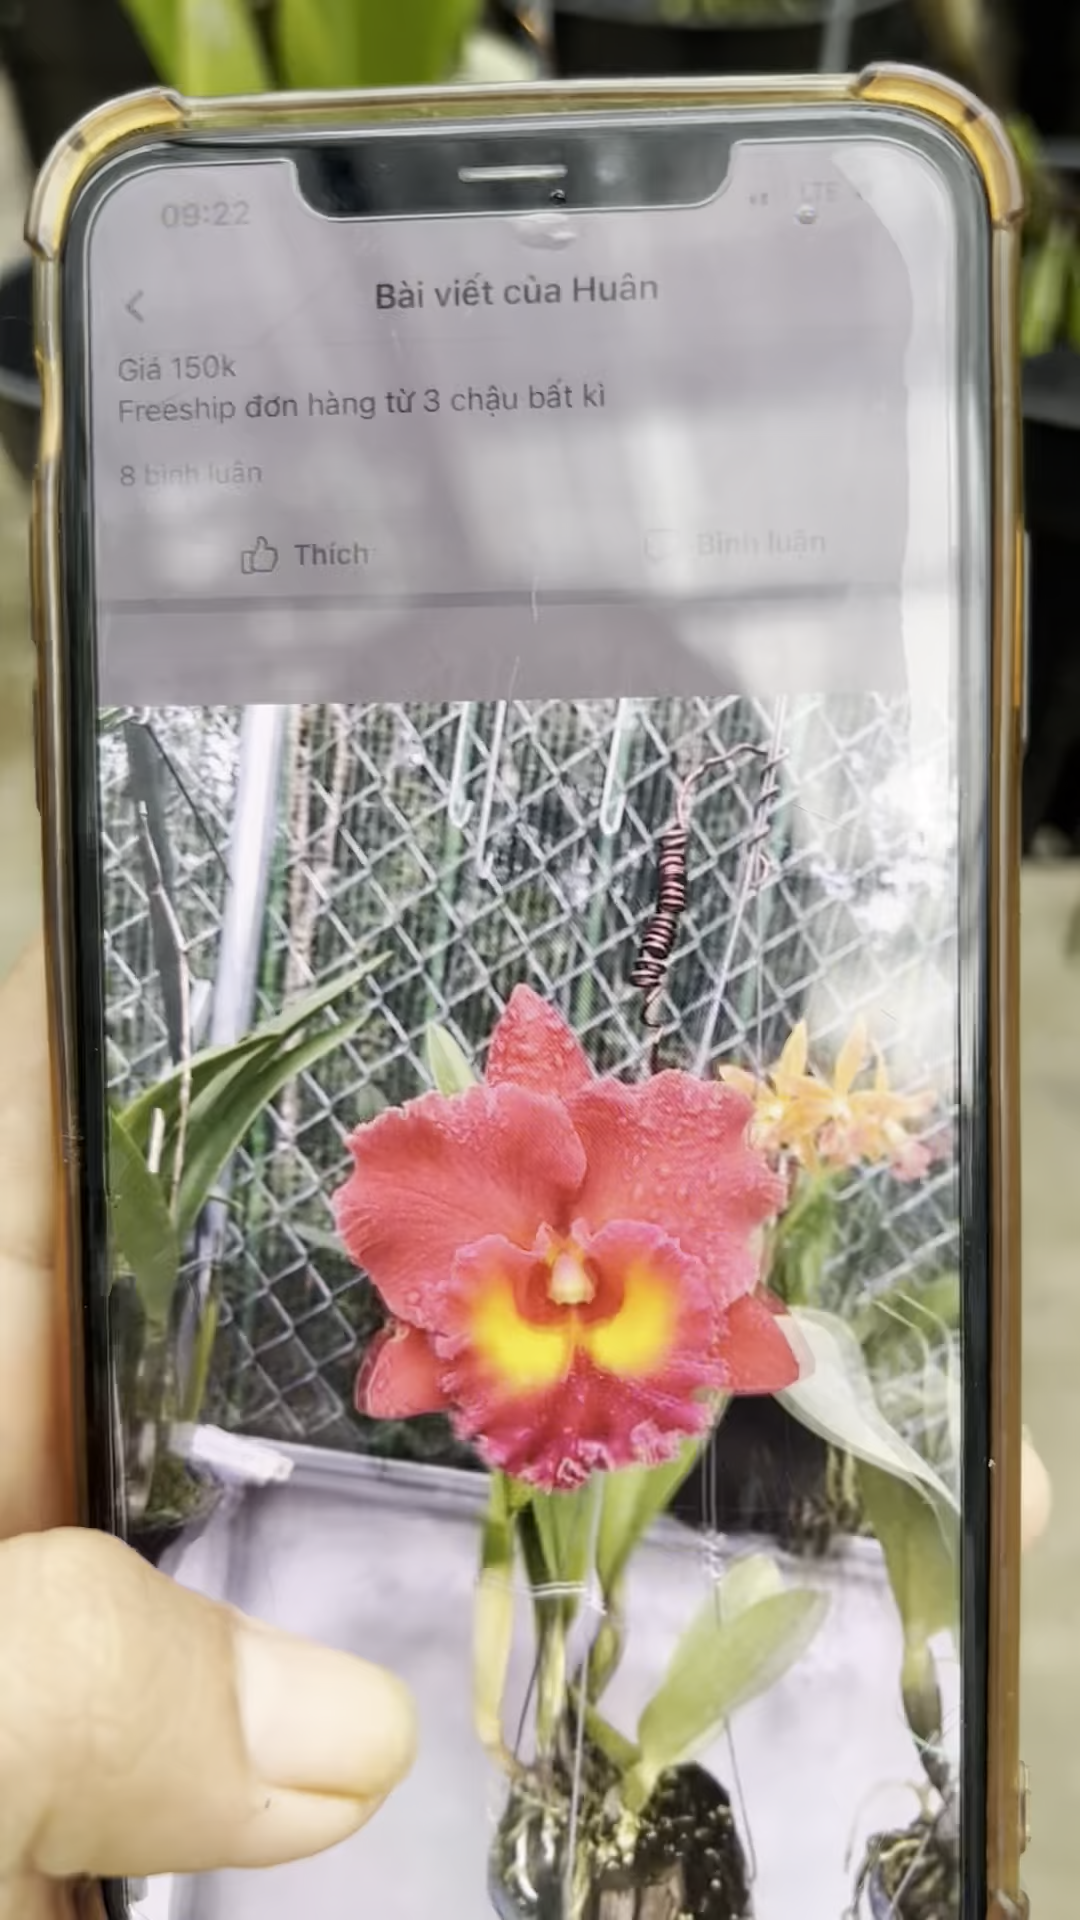 09:22
LTE
Bài viết của Huân
Giá 150k
Freeship đơn hàng từ 3 chậu bất kì
8 bình luận
Thích
Bình luận